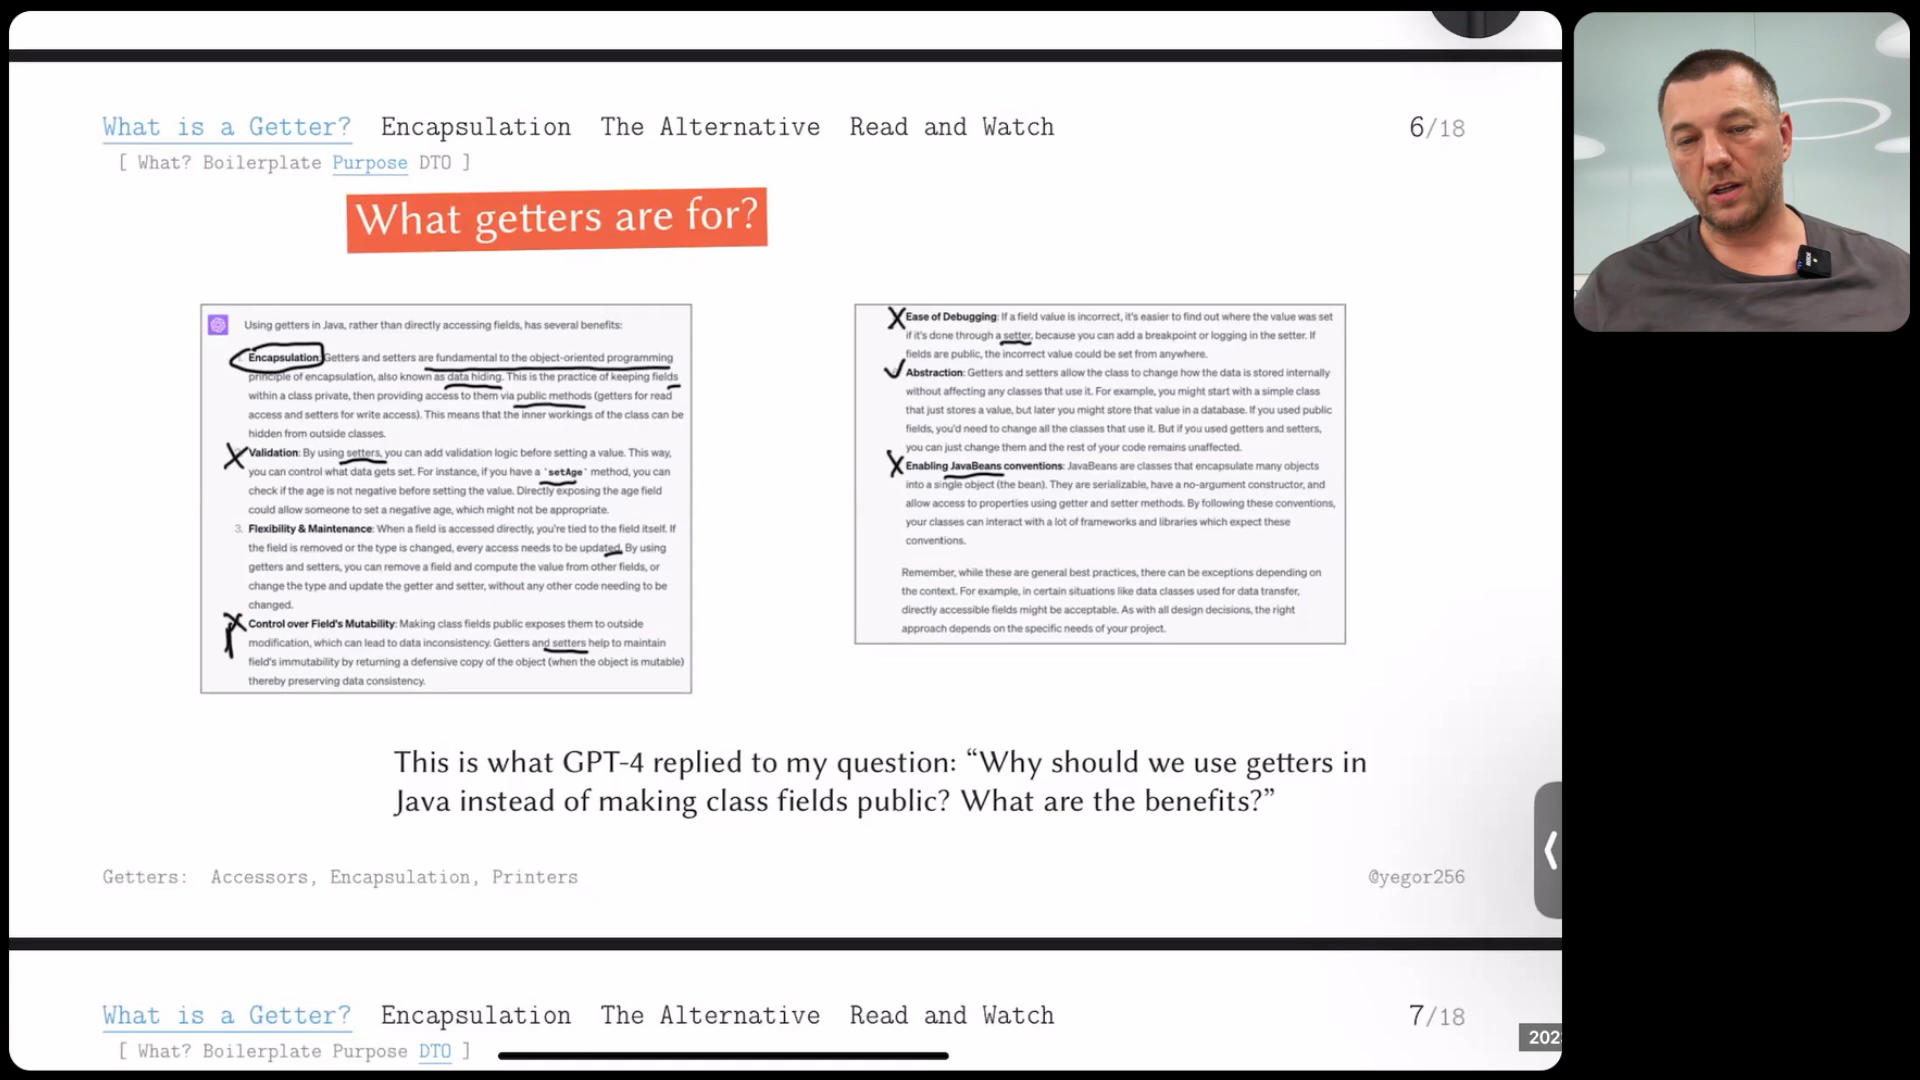 What is a Getter? Encapsulation The Alternative Read and Watch 6/18
[ What? Boilerplate Purpose DTO ]
What getters are for?
Using getters in Java, rather than directly accessing fields, has several benefits:
Encapsulation: Getters and setters are fundamental to the object-oriented programming
principle of encapsulation, also known as data hiding. This is the practice of keeping fields
within a class private, then providing access to them via public methods (getters for read
access and setters for write access). This means that the inner workings of the class can be
hidden from outside classes.
Validation: By using setters, you can add validation logic before setting a value. This way,
you can control what data gets set. For instance, if you have a `setAge` method, you can
check if the age is not negative before setting the value. Directly exposing the age field
could allow someone to set a negative age, which might not be appropriate.
3. Flexibility & Maintenance: When a field is accessed directly, you're tied to the field itself. If
the field is removed or the type is changed, every access needs to be updated. By using
getters and setters, you can remove a field and compute the value from other fields, or
change the type and update the getter and setter, without any other code needing to be
changed.
Control over Field's Mutability: Making class fields public exposes them to outside
modification, which can lead to data inconsistency. Getters and setters help to maintain
field's immutability by returning a defensive copy of the object (when the object is mutable)
thereby preserving data consistency.
Ease of Debugging: If a field value is incorrect, it's easier to find out where the value was set
if it's done through a setter, because you can add a breakpoint or logging in the setter. If
fields are public, the incorrect value could be set from anywhere.
Abstraction: Getters and setters allow the class to change how the data is stored internally
without affecting any classes that use it. For example, you might start with a simple class
that just stores a value, but later you might store that value in a database. If you used public
fields, you'd need to change all the classes that use it. But if you used getters and setters,
you can just change them and the rest of your code remains unaffected.
Enabling JavaBeans conventions: JavaBeans are classes that encapsulate many objects
into a single object (the bean). They are serializable, have a no-argument constructor, and
allow access to properties using getter and setter methods. By following these conventions,
your classes can interact with a lot of frameworks and libraries which expect these
conventions.
Remember, while these are general best practices, there can be exceptions depending on
the context. For example, in certain situations like data classes used for data transfer,
directly accessible fields might be acceptable. As with all design decisions, the right
approach depends on the specific needs of your project.
This is what GPT-4 replied to my question: “Why should we use getters in
Java instead of making class fields public? What are the benefits?”
Getters: Accessors, Encapsulation, Printers @yegor256
What is a Getter? Encapsulation The Alternative Read and Watch 7/18
[ What? Boilerplate Purpose DTO ]